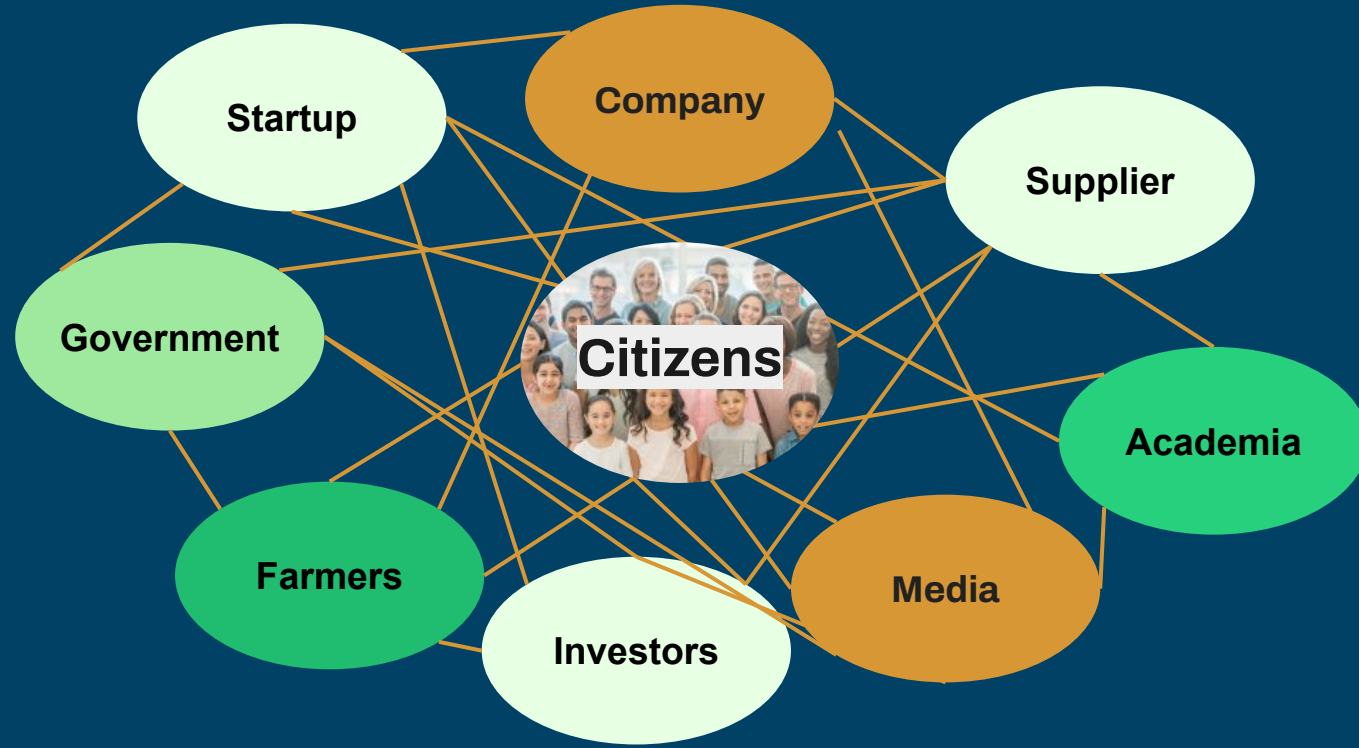 Startup
Company
Supplier
Government
Citizens
Academia
Farmers
Media
Investors